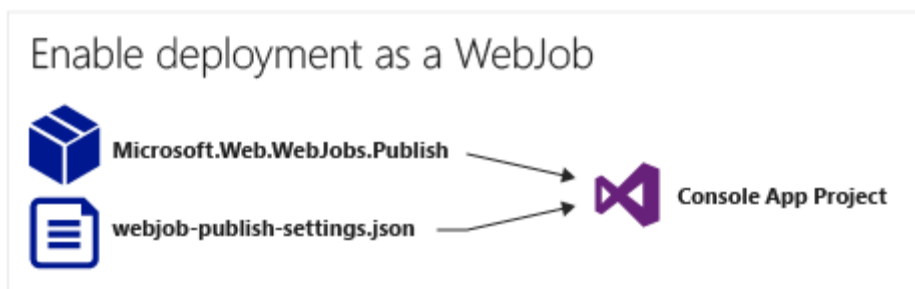 Enable deployment as a WebJob
Microsoft.Web.WebJobs.Publish
Console App Project
webjob-publish-settings.json